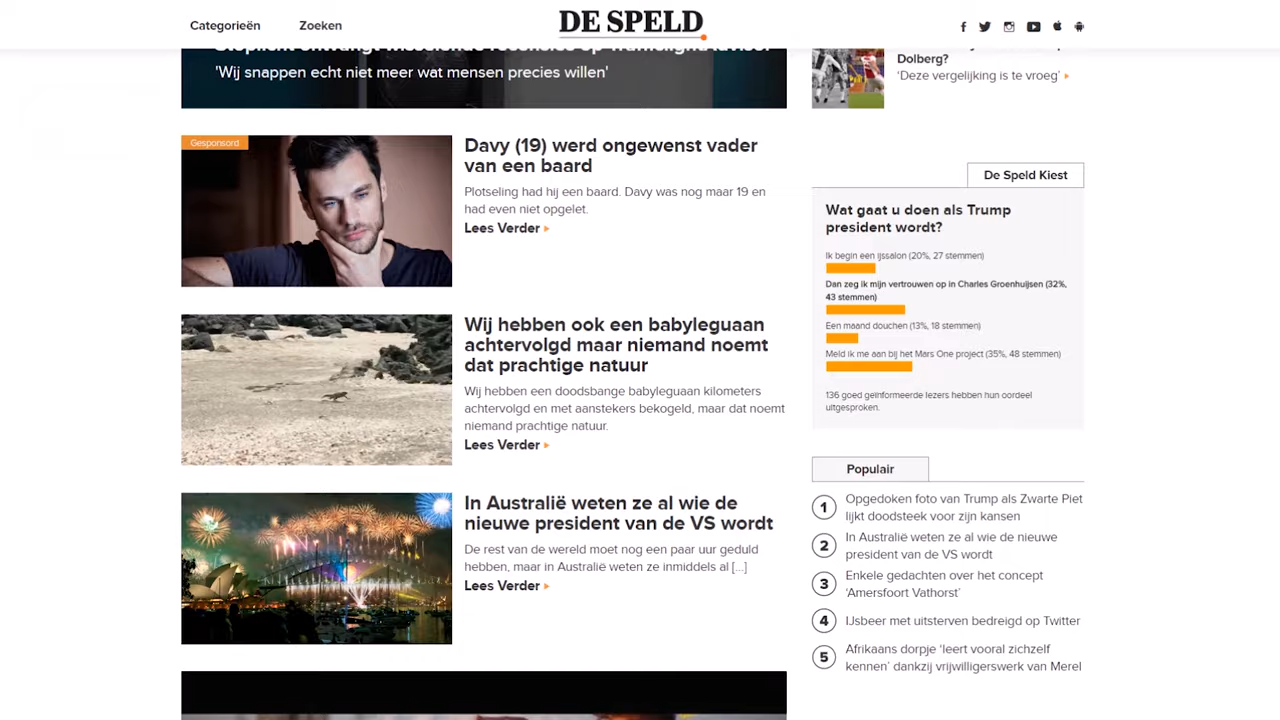 Categorieën
Zoeken
DE SPELD
'Wij snappen echt niet meer wat mensen precies willen'
Gesponsord
Davy (19) werd ongewenst vader
van een baard
Plotseling had hij een baard. Davy was nog maar 19 en
had even niet opgelet.
Lees Verder
Wij hebben ook een babyleguaan
achtervolgd maar niemand noemt
dat prachtige natuur
Wij hebben een doodsbange babyleguaan kilometers
achtervolgd en met aanstekers bekogeld, maar dat noemt
niemand prachtige natuur.
Lees Verder
In Australië weten ze al wie de
nieuwe president van de VS wordt
De rest van de wereld moet nog een paar uur geduld
hebben, maar in Australië weten ze inmiddels al [...]
Lees Verder
Dolberg?
'Deze vergelijking is te vroeg'
De Speld Kiest
Wat gaat u doen als Trump
president wordt?
Ik begin een ijssalon (20%, 27 stemmen)
Dan zeg ik mijn vertrouwen op in Charles Groenhuijsen (32%,
43 stemmen)
Een maand douchen (13%, 18 stemmen)
Meld ik me aan bij het Mars One project (35%, 48 stemmen)
136 goed geïnformeerde lezers hebben hun oordeel
uitgesproken.
Populair
1 Opgedoken foto van Trump als Zwarte Piet
lijkt doodsteek voor zijn kansen
2 In Australië weten ze al wie de nieuwe
president van de VS wordt
3 Enkele gedachten over het concept
'Amersfoort Vathorst'
4 IJsbeer met uitsterven bedreigd op Twitter
5 Afrikaans dorpje 'leert vooral zichzelf
kennen' dankzij vrijwilligerswerk van Merel